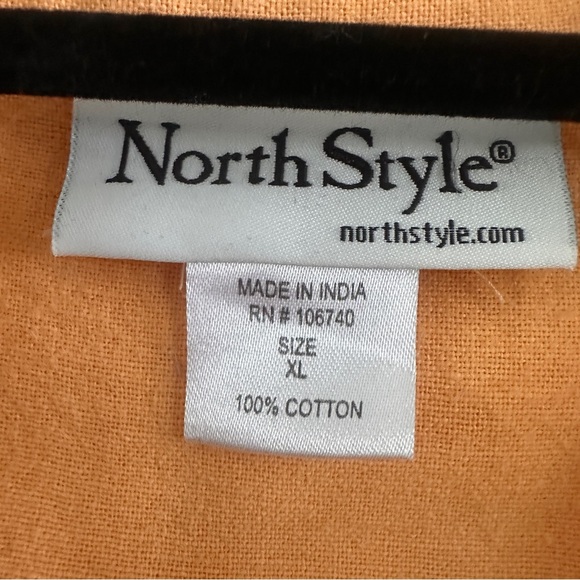 North Style®
northstyle.com
MADE IN INDIA
RN # 106740
SIZE
XL
100% COTTON